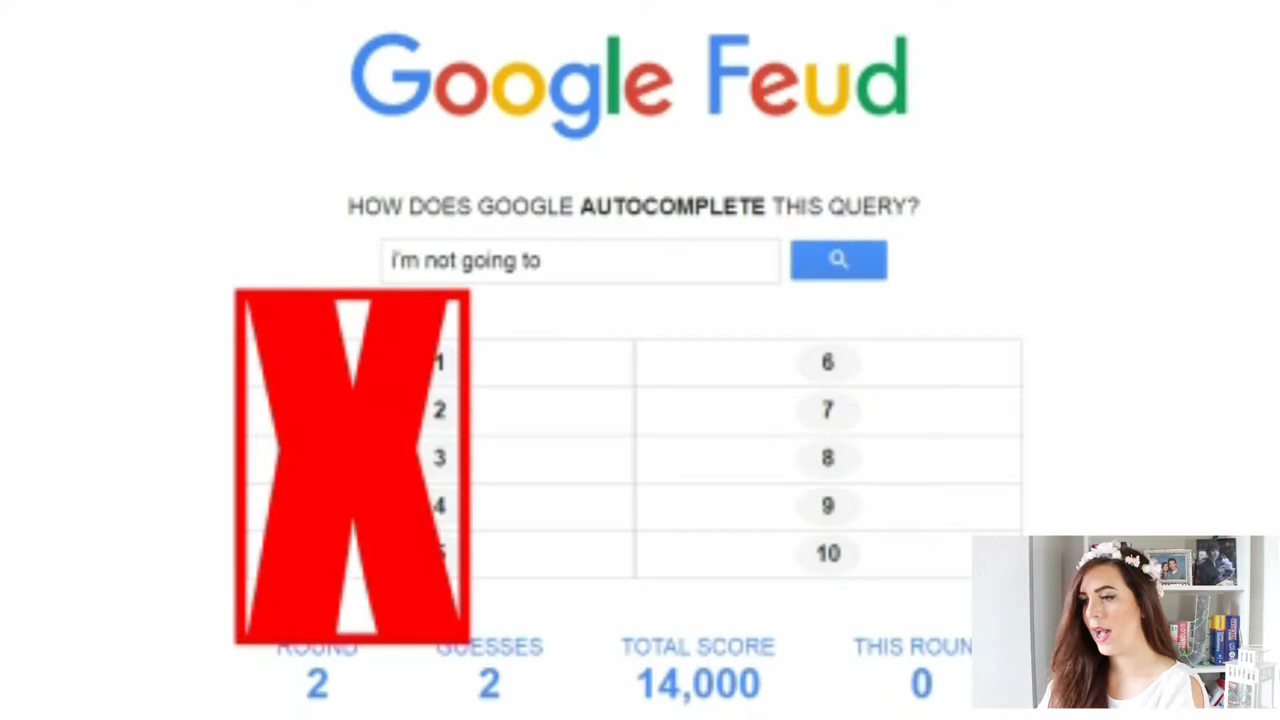 Google Feud
HOW DOES GOOGLE AUTOCOMPLETE THIS QUERY?
i'm not going to
X
1 6
2 7
3 8
4 9
10
ROUND GUESSES TOTAL SCORE THIS ROUN
2 2 14,000 0